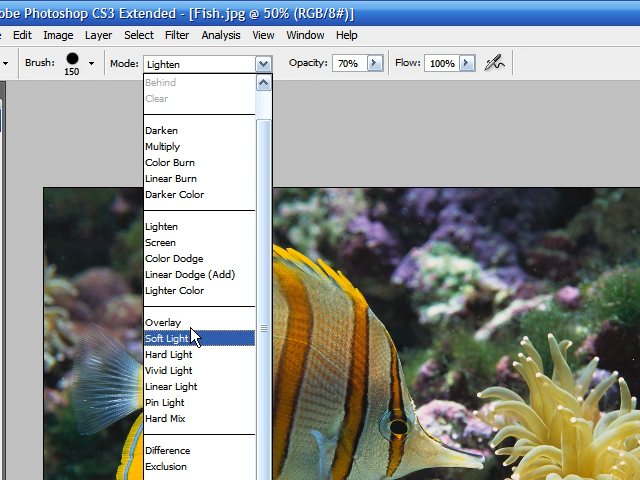 obe Photoshop CS3 Extended - [Fish.jpg @ 50% (RGB/8#)]
Edit Image Layer Select Filter Analysis View Window Help
Brush: 150 Mode: Lighten Opacity: 70% Flow: 100%
Behind
Clear
Darken
Multiply
Color Burn
Linear Burn
Darker Color
Lighten
Screen
Color Dodge
Linear Dodge (Add)
Lighter Color
Overlay
Soft Light
Hard Light
Vivid Light
Linear Light
Pin Light
Hard Mix
Difference
Exclusion